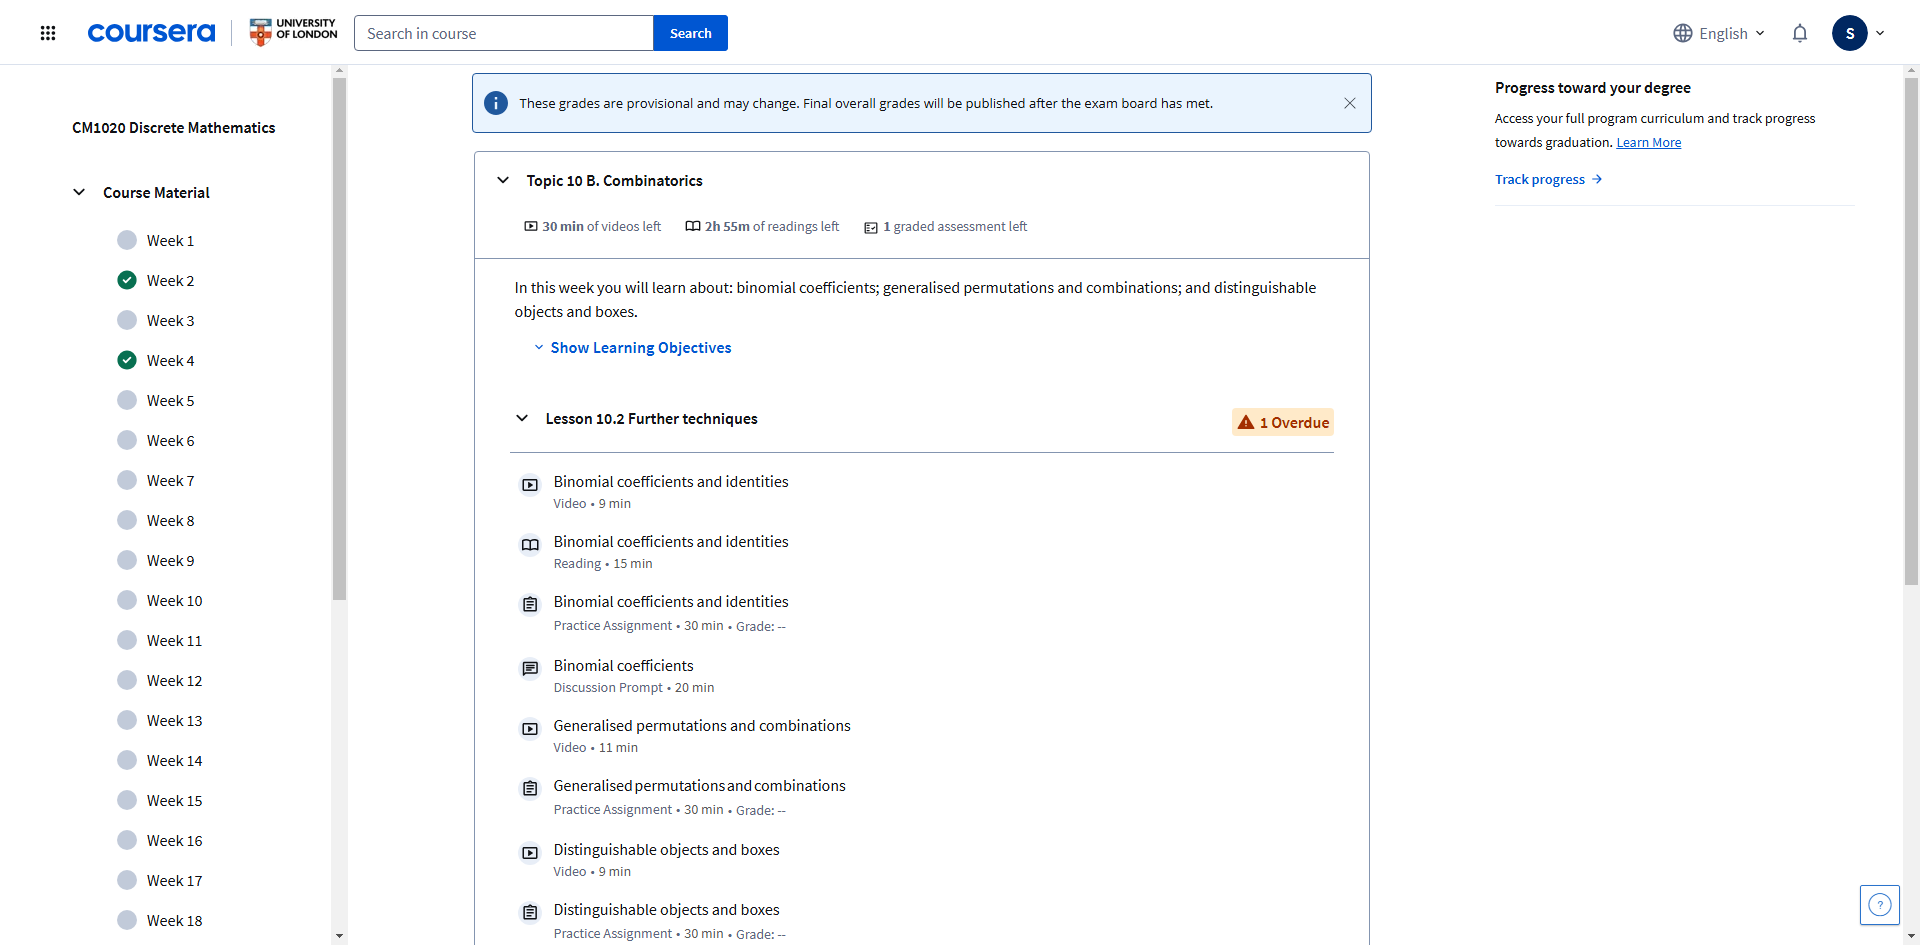 coursera
UNIVERSITY
OF LONDON
Search in course
Search
English
S
CM1020 Discrete Mathematics
Course Material
Week 1
Week 2
Week 3
Week 4
Week 5
Week 6
Week 7
Week 8
Week 9
Week 10
Week 11
Week 12
Week 13
Week 14
Week 15
Week 16
Week 17
Week 18
These grades are provisional and may change. Final overall grades will be published after the exam board has met.
Topic 10 B. Combinatorics
30 min of videos left 2h 55m of readings left 1 graded assessment left
In this week you will learn about: binomial coefficients; generalised permutations and combinations; and distinguishable
objects and boxes.
Show Learning Objectives
Lesson 10.2 Further techniques
1 Overdue
Binomial coefficients and identities
Video • 9 min
Binomial coefficients and identities
Reading • 15 min
Binomial coefficients and identities
Practice Assignment • 30 min • Grade: --
Binomial coefficients
Discussion Prompt • 20 min
Generalised permutations and combinations
Video • 11 min
Generalised permutations and combinations
Practice Assignment • 30 min • Grade: --
Distinguishable objects and boxes
Video • 9 min
Distinguishable objects and boxes
Practice Assignment • 30 min • Grade: --
Progress toward your degree
Access your full program curriculum and track progress
towards graduation. Learn More
Track progress →
?